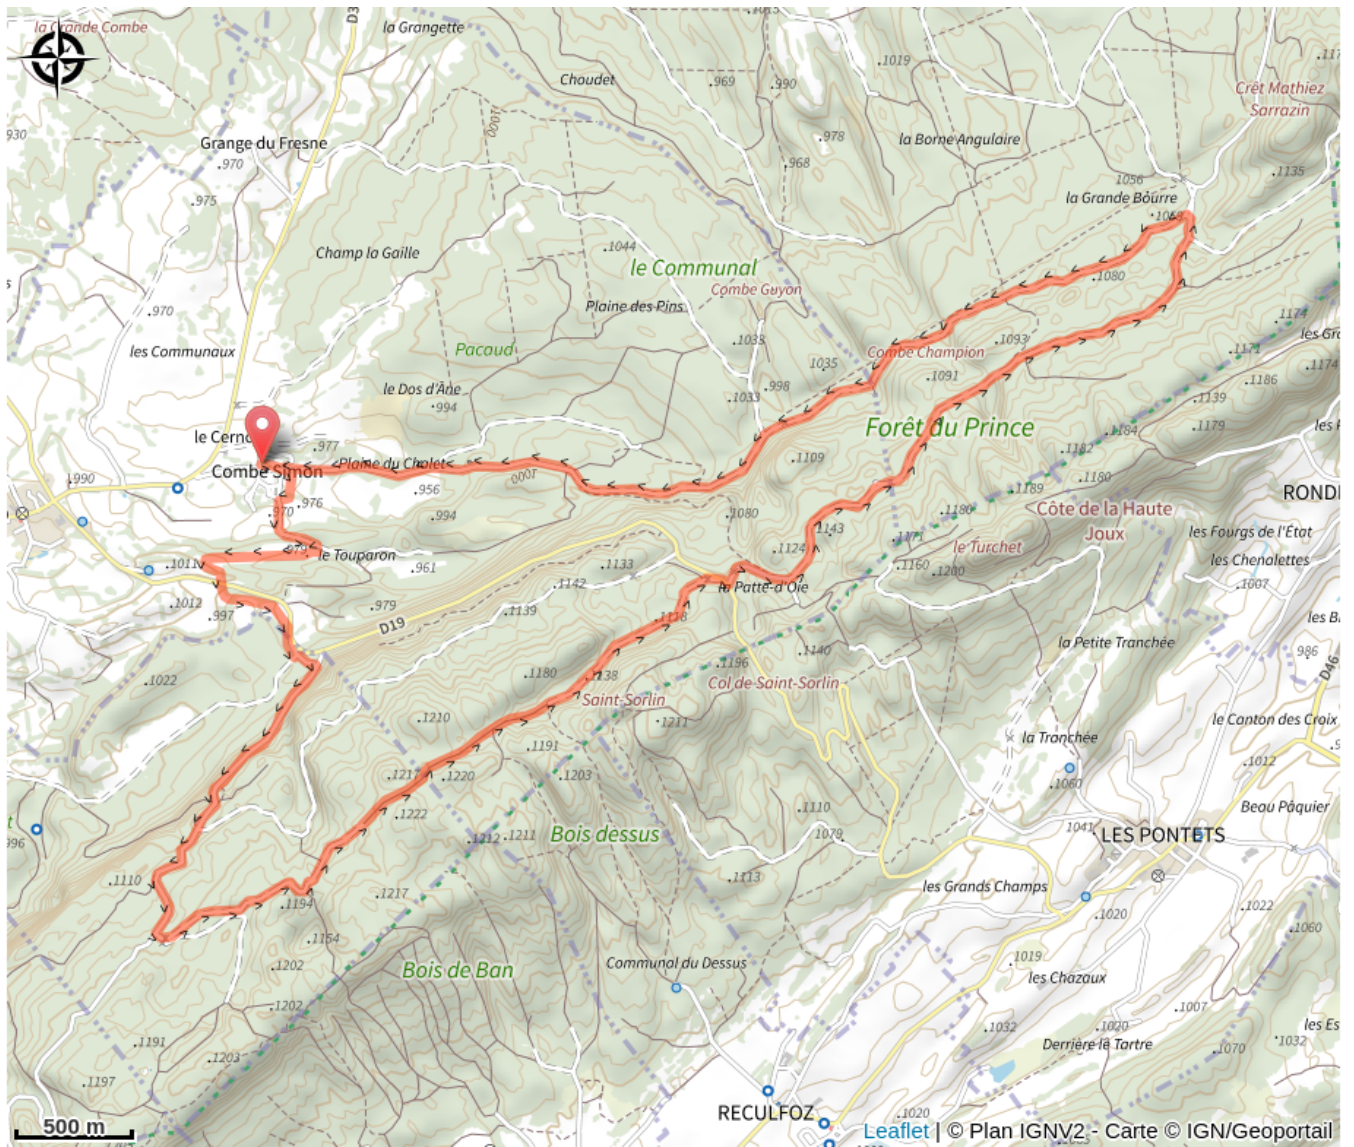 la Grande Combe
D3
la Grangette
1013
Choudet
.969
.990
.1019
Crêt Mathiez
Sarrazin
930
1000
Grange du Fresne
.970
.978
la Borne Angulaire
.968
1056
.1135
.975
la Grande Bourre
Champ la Gaille
.1044
le Communal
Combe Guyon
.1080
.970
Plaine des Pins
.1174
les Communaux
Pacaud
.1035
1035
Combe Champion
.1093
.1171
.1174
le Dos d'Âne
.994
.998
.1033
.1091
.1186
.1139
Forêt du Prince
.1179
.1184
.1182
.977
Combe Simon
Plaine du Chalet
.990
.956
1000
.1109
.1180
.1189
.976
.970
.994
.1080
.1143
.1180
Côte de la Haute
Joux
les Fourgs de l'État
.1171
le Turchet
.1124
les Chenalettes
le Touparon
.1011
.961
.1133
.1160
.1200
.1007
.1142
la Patte-d'Oie
.1012
.997
.979
.1139
.1118
D19
.1140
la Petite Tranchée
986
.1022
.1180
.1138
.1196
Saint-Sorlin
Col de Saint-Sorlin
D46
.1210
.1211
le Canton des Croix
.1191
la Tranchée
.1217
.1220
.1203
.1012
.1060
.1222
.1110
Beau Pâquier
.1212
.1211
Bois dessus
1079
1041
LES PONTETS
.1110
.1217
.1113
les Grands Champs
.1194
.1020
.1022
.1060
.1154
.1202
Bois de Ban
Communal du Dessus
.1019
les Chazaux
.1202
.1007
.1191
.1032
.1020
.1203
Derrière le Tartre
.1070
.1032
.1197
RECULFOZ
.1020
500 m
Leaflet | © Plan IGNV2 - Carte © IGN/Geoportail